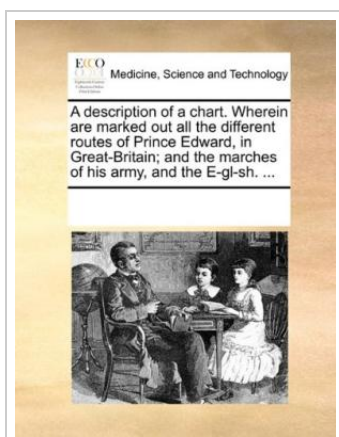 ECCO
Medicine, Science and Technology
A description of a chart. Wherein
are marked out all the different
routes of Prince Edward, in
Great-Britain; and the marches
of his army, and the E-gl-sh. ...